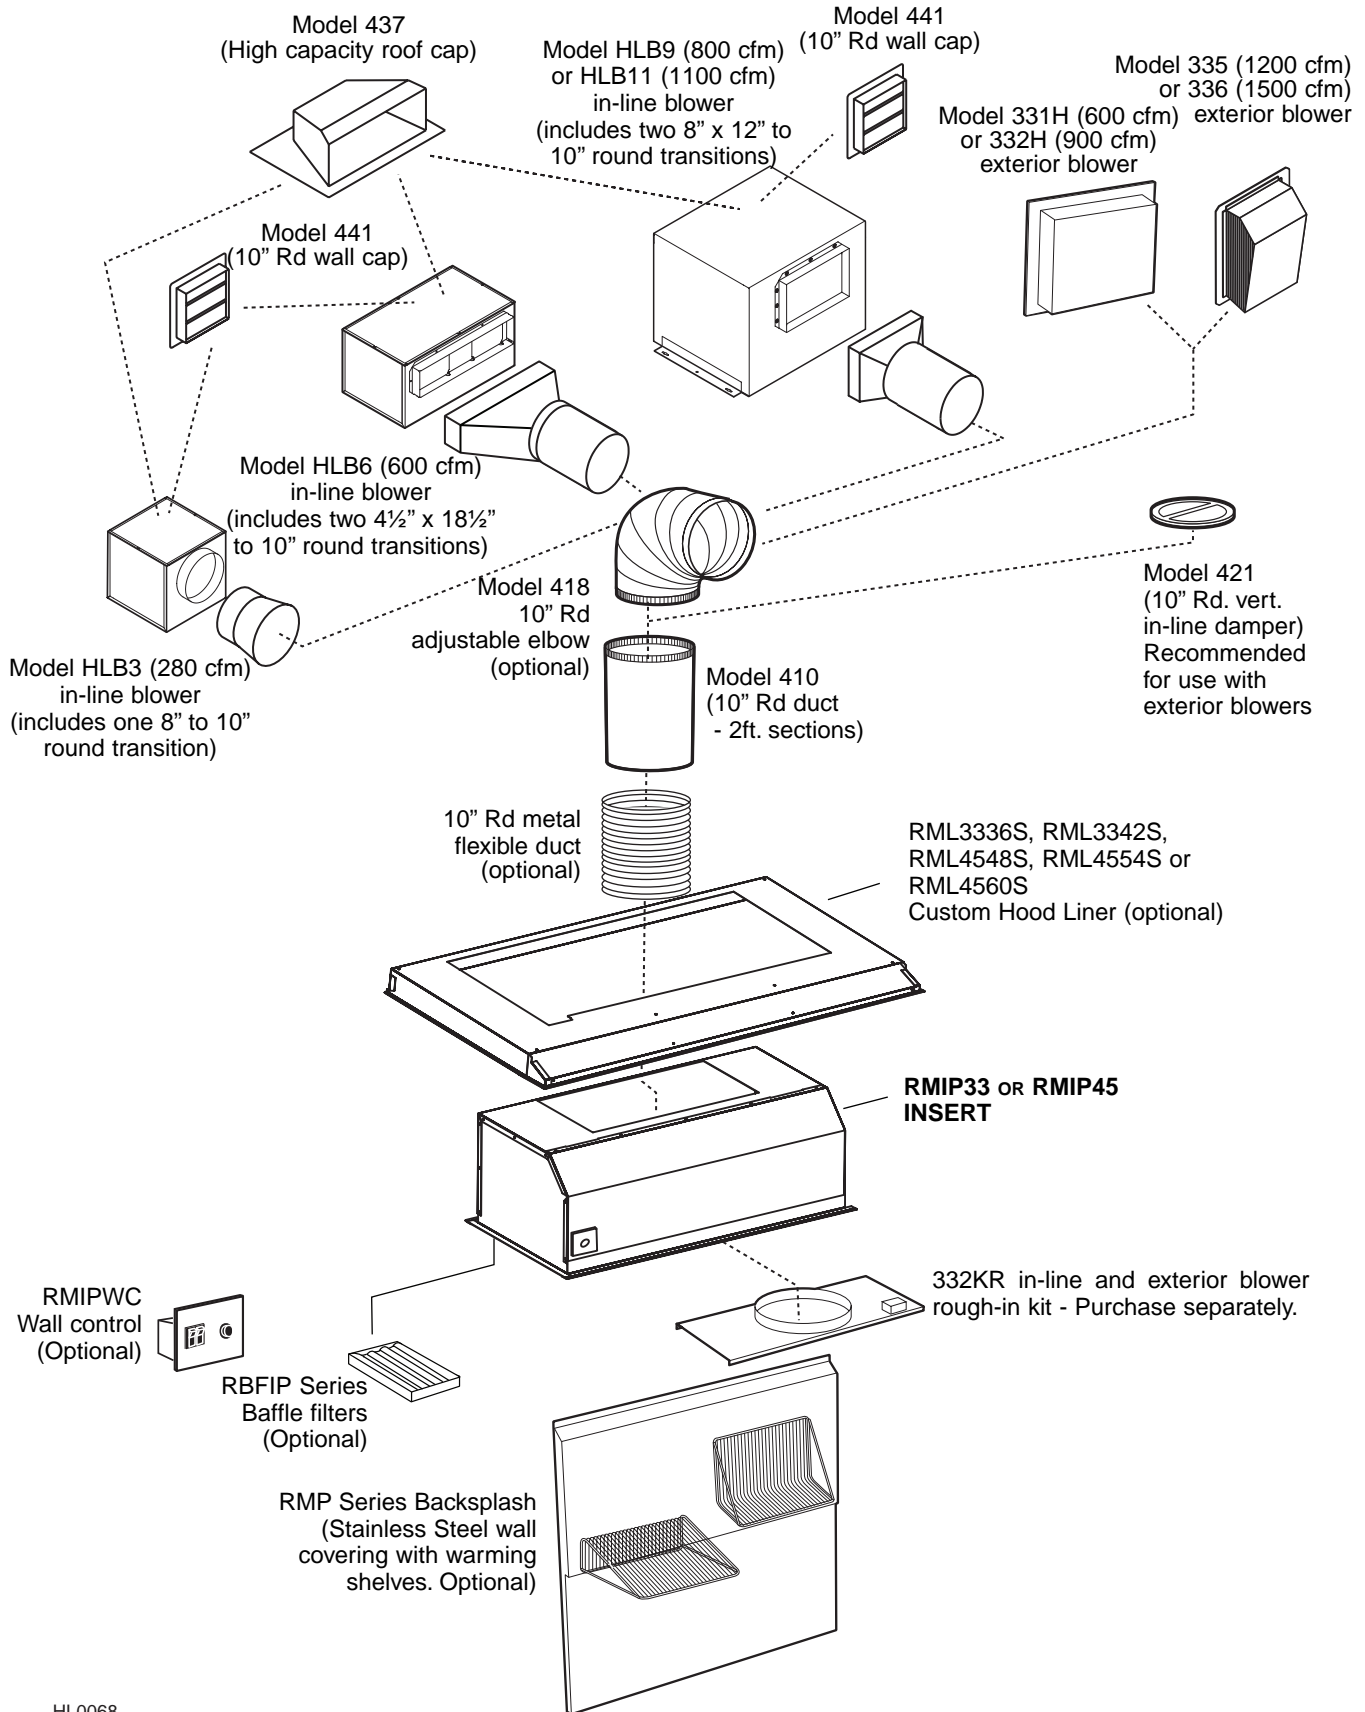 Model 437
(High capacity roof cap)
Model HLB9 (800 cfm)
or HLB11 (1100 cfm)
in-line blower
(includes two 8” x 12” to
10” round transitions)
Model 441
(10” Rd wall cap)
Model 335 (1200 cfm)
or 336 (1500 cfm)
exterior blower
Model 331H (600 cfm)
or 332H (900 cfm)
exterior blower
Model 441
(10” Rd wall cap)
Model HLB6 (600 cfm)
in-line blower
(includes two 4½” x 18½”
to 10” round transitions)
Model HLB3 (280 cfm)
in-line blower
(includes one 8” to 10”
round transition)
Model 418
10” Rd
adjustable elbow
(optional)
Model 421
(10” Rd. vert.
in-line damper)
Recommended
for use with
exterior blowers
Model 410
(10” Rd duct
- 2ft. sections)
10” Rd metal
flexible duct
(optional)
RML3336S, RML3342S,
RML4548S, RML4554S or
RML4560S
Custom Hood Liner (optional)
RMIP33 OR RMIP45
INSERT
RMIPWC
Wall control
(Optional)
332KR in-line and exterior blower
rough-in kit - Purchase separately.
RBFIP Series
Baffle filters
(Optional)
RMP Series Backsplash
(Stainless Steel wall
covering with warming
shelves. Optional)